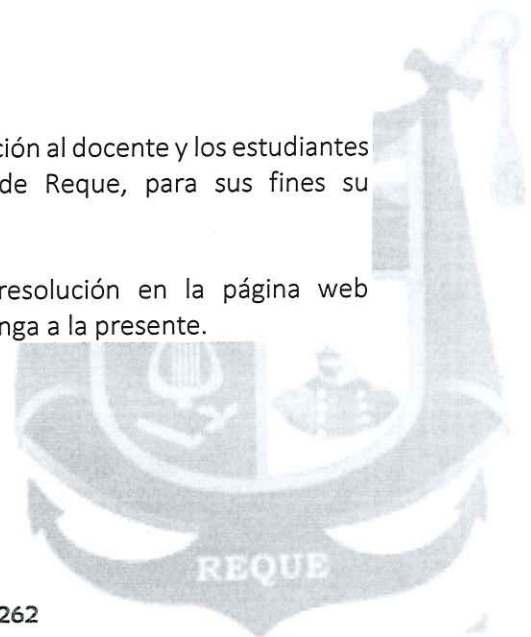 ción al docente y los estudiantes
de Reque, para sus fines su
resolución en la página web
nga a la presente.
REQUE
262